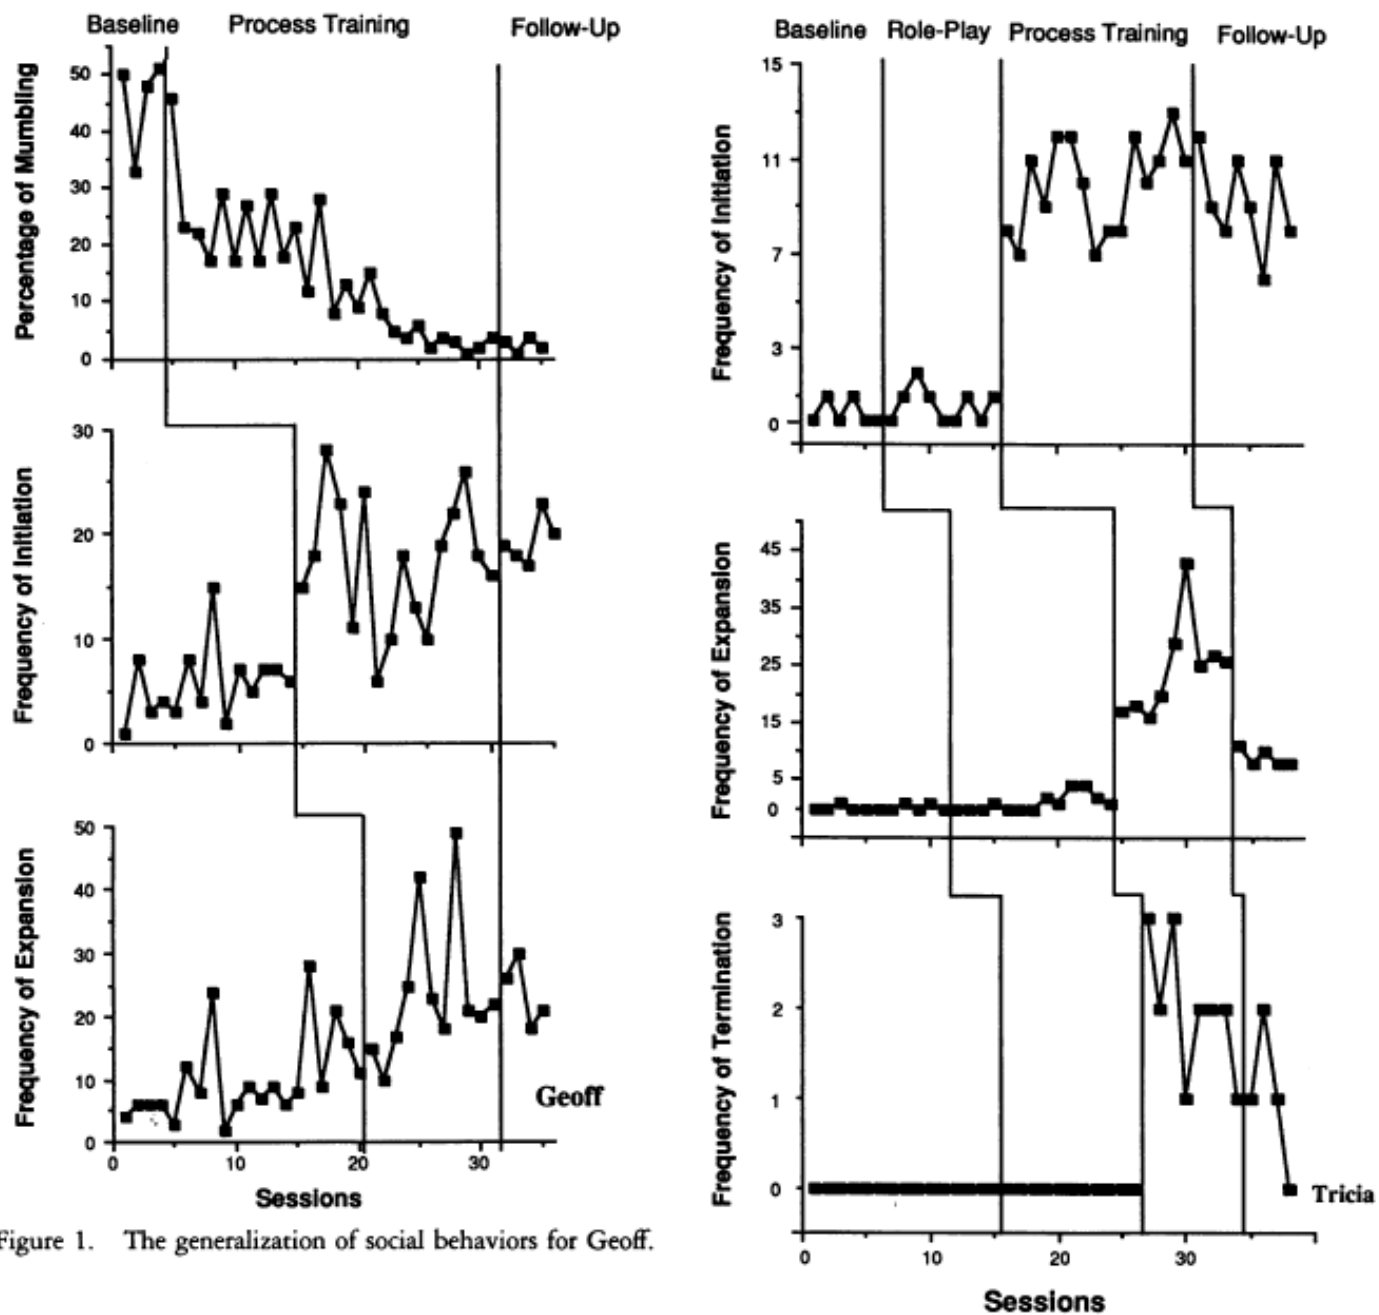 Baseline Process Training Follow-Up
Percentage of Mumbling
50
40
30
20
10
0
Frequency of Initiation
30
20
10
0
Frequency of Expansion
50
40
30
20
10
0
Geoff
0 10 20 30
Sessions
Figure 1. The generalization of social behaviors for Geoff.
Baseline Role-Play Process Training Follow-Up
Frequency of Initiation
15
11
7
3
0
Frequency of Expansion
45
35
25
15
5
0
Frequency of Termination
3
2
1
0
Tricia
0 10 20 30
Sessions